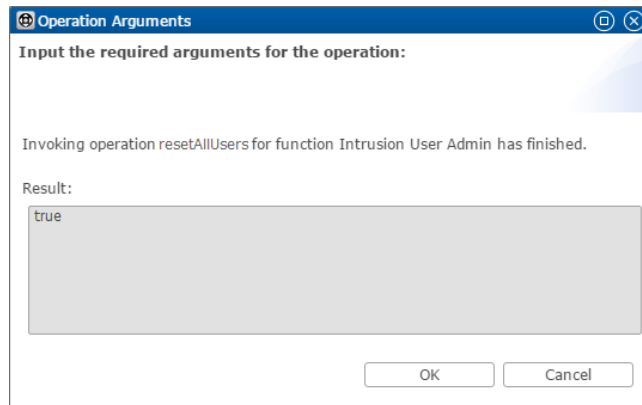 Operation Arguments
Input the required arguments for the operation:
Invoking operation resetAllUsers for function Intrusion User Admin has finished.
Result:
true
OK
Cancel